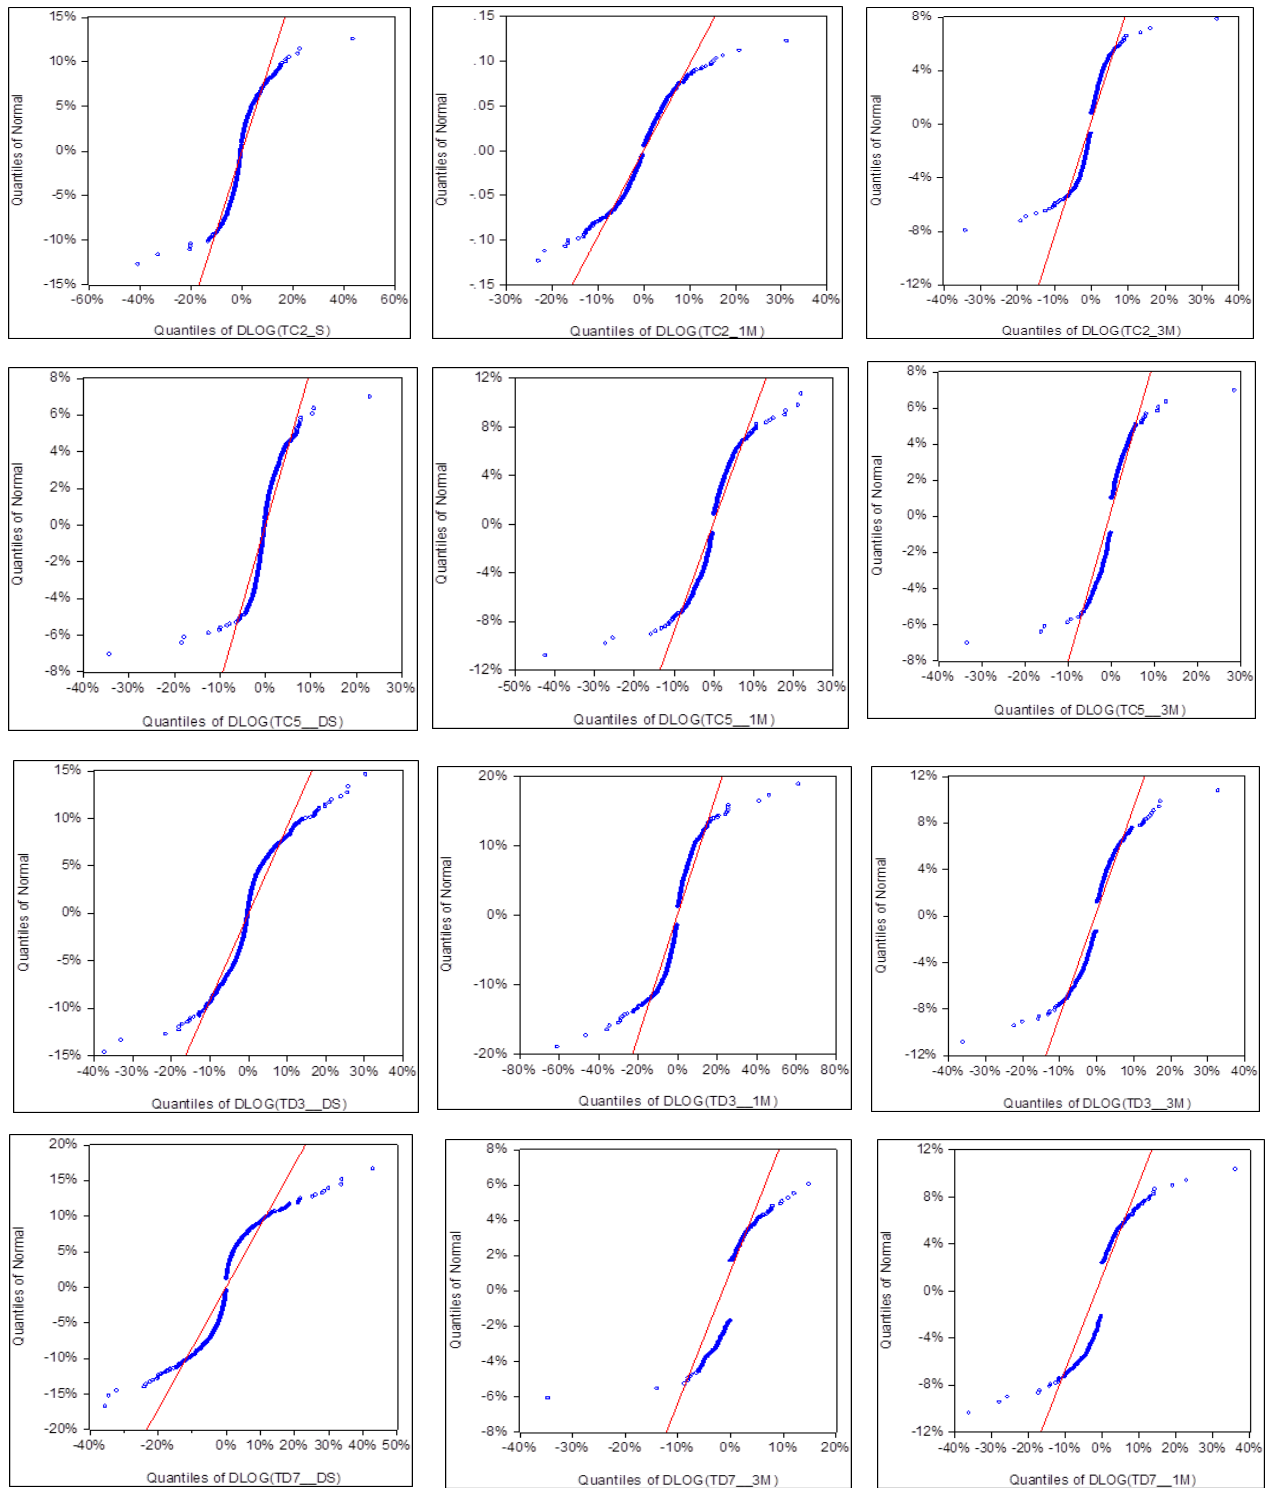 15%
10%
5%
0%
-5%
-10%
-15%
-60% -40% -20% 0% 20% 40% 60%
Quantiles of Normal
Quantiles of DLOG(TC2_S)
.15
.10
.05
.00
-.05
-.10
-.15
-30% -20% -10% 0% 10% 20% 30% 40%
Quantiles of Normal
Quantiles of DLOG(TC2_1M)
8%
4%
0%
-4%
-8%
-12%
-40% -30% -20% -10% 0% 10% 20% 30% 40%
Quantiles of Normal
Quantiles of DLOG(TC2_3M)
8%
6%
4%
2%
0%
-2%
-4%
-6%
-8%
-40% -30% -20% -10% 0% 10% 20% 30%
Quantiles of Normal
Quantiles of DLOG(TC5__DS)
12%
8%
4%
0%
-4%
-8%
-12%
-50% -40% -30% -20% -10% 0% 10% 20% 30%
Quantiles of Normal
Quantiles of DLOG(TC5__1M)
8%
6%
4%
2%
0%
-2%
-4%
-6%
-8%
-40% -30% -20% -10% 0% 10% 20% 30%
Quantiles of Normal
Quantiles of DLOG(TC5__3M)
15%
10%
5%
0%
-5%
-10%
-15%
-40% -30% -20% -10% 0% 10% 20% 30% 40%
Quantiles of Normal
Quantiles of DLOG(TD3__DS)
20%
10%
0%
-10%
-20%
-80% -60% -40% -20% 0% 20% 40% 60% 80%
Quantiles of Normal
Quantiles of DLOG(TD3__1M)
12%
8%
4%
0%
-4%
-8%
-12%
-40% -30% -20% -10% 0% 10% 20% 30% 40%
Quantiles of Normal
Quantiles of DLOG(TD3__3M)
20%
15%
10%
5%
0%
-5%
-10%
-15%
-20%
-40% -20% 0% 10% 20% 30% 40% 50%
Quantiles of Normal
Quantiles of DLOG(TD7__DS)
8%
6%
4%
2%
0%
-2%
-4%
-6%
-8%
-40% -30% -20% -10% 0% 10% 20%
Quantiles of Normal
Quantiles of DLOG(TD7__3M)
12%
8%
4%
0%
-4%
-8%
-12%
-40% -30% -20% -10% 0% 10% 20% 30% 40%
Quantiles of Normal
Quantiles of DLOG(TD7__1M)